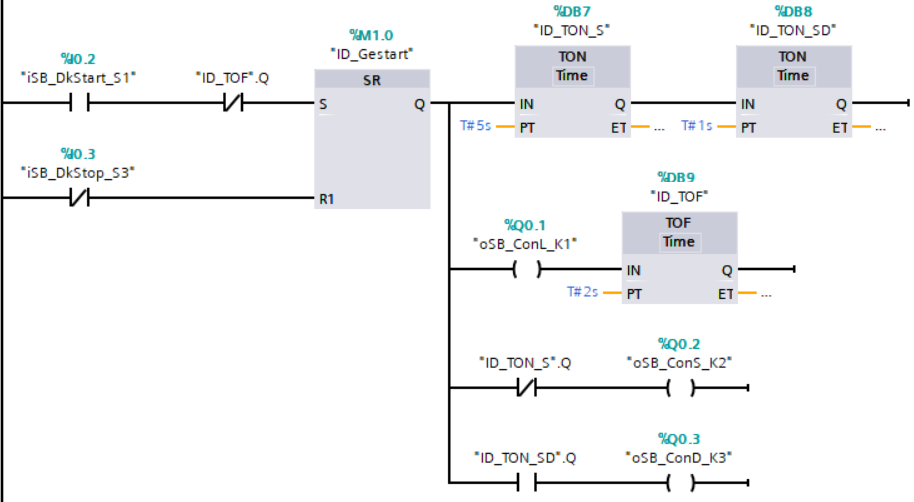 %DB7
"ID_TON_S"
%DB8
"ID_TON_SD"
%M1.0
"ID_Gestart"
%I0.2
"iSB_DkStart_S1"
"ID_TOF".Q
SR
S
Q
R1
TON
Time
IN
Q
T#5s
PT
ET
...
TON
Time
IN
Q
T#1s
PT
ET
...
%I0.3
"iSB_DkStop_S3"
%DB9
"ID_TOF"
%Q0.1
"oSB_ConL_K1"
TOF
Time
IN
Q
T#2s
PT
ET
...
"ID_TON_S".Q
%Q0.2
"oSB_ConS_K2"
"ID_TON_SD".Q
%Q0.3
"oSB_ConD_K3"